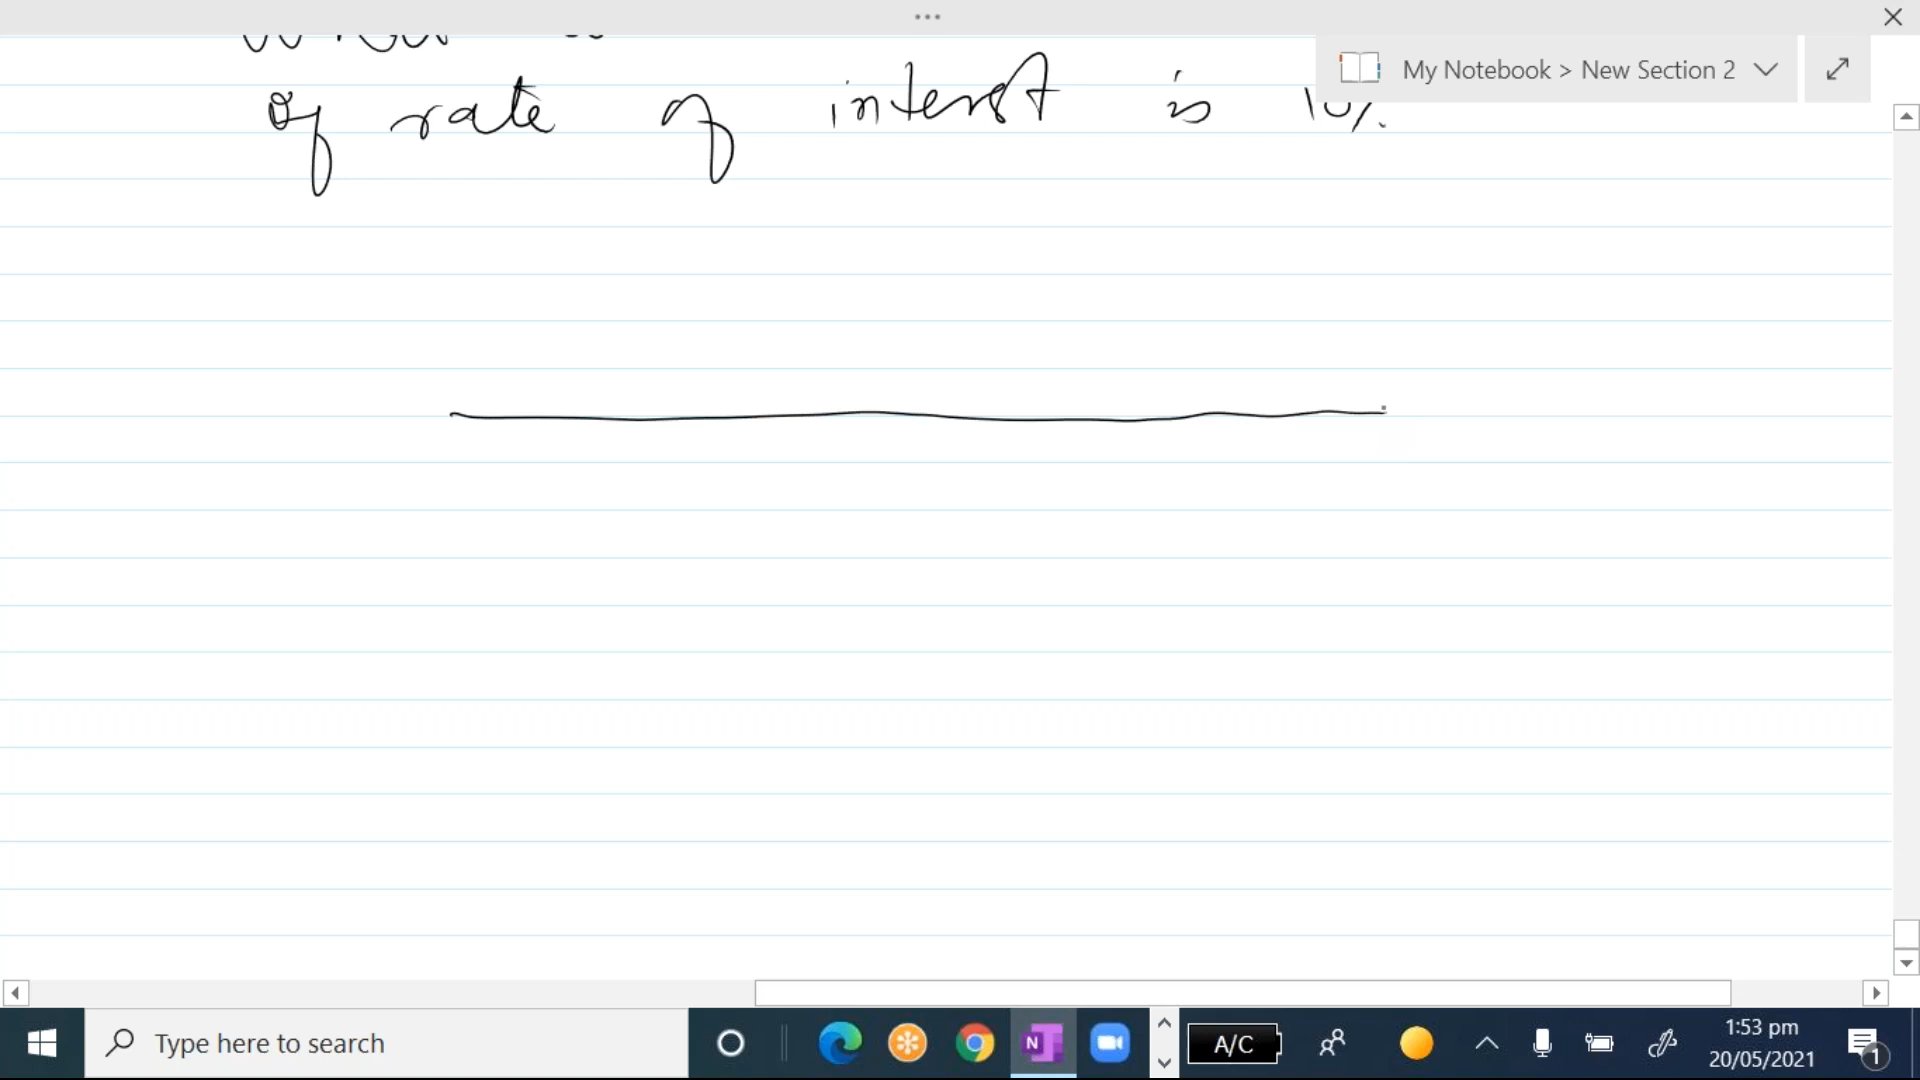 My Notebook > New Section 2
of rate of interest is 10%.
Type here to search
N
A/C
1:53 pm
20/05/2021
1